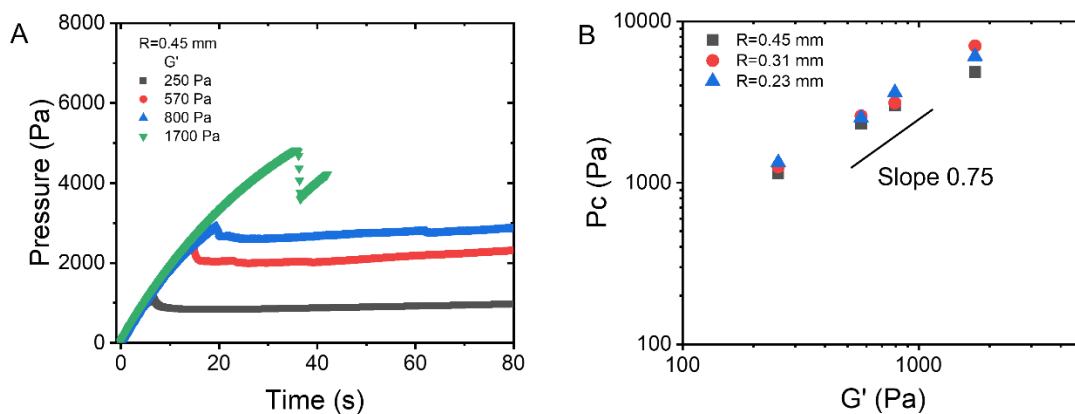 A
R=0.45 mm
G'
250 Pa
570 Pa
800 Pa
1700 Pa
8000
6000
4000
2000
0
Pressure (Pa)
0 20 40 60 80
Time (s)
B
R=0.45 mm
R=0.31 mm
R=0.23 mm
Slope 0.75
10000
1000
100
Pc (Pa)
100 1000
G' (Pa)